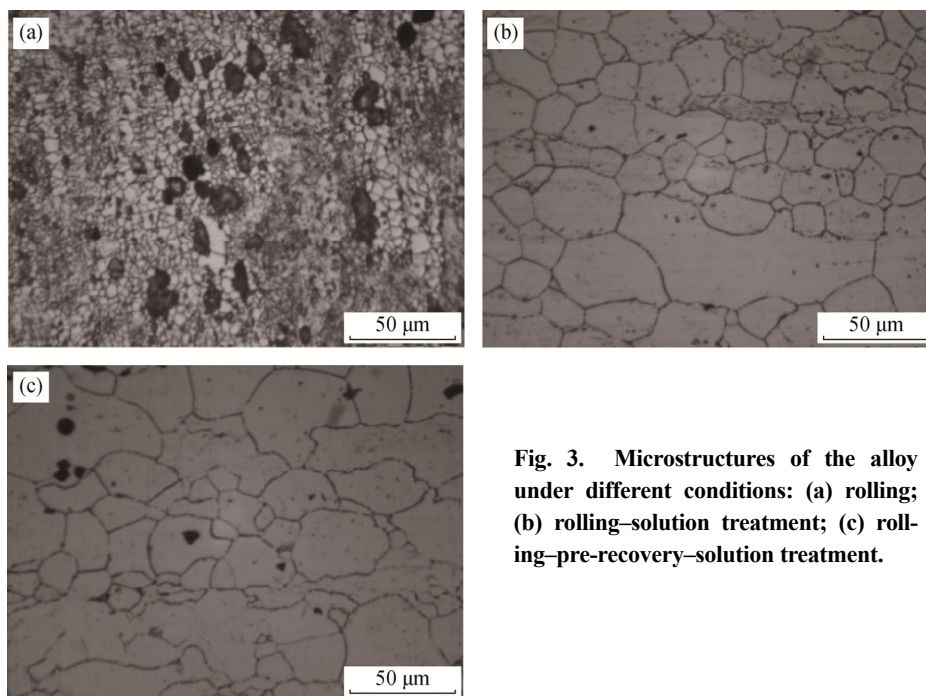 (a)
50 μm
(b)
50 μm
(c)
50 μm
Fig. 3. Microstructures of the alloy
under different conditions: (a) rolling;
(b) rolling–solution treatment; (c) roll-
ing–pre-recovery–solution treatment.